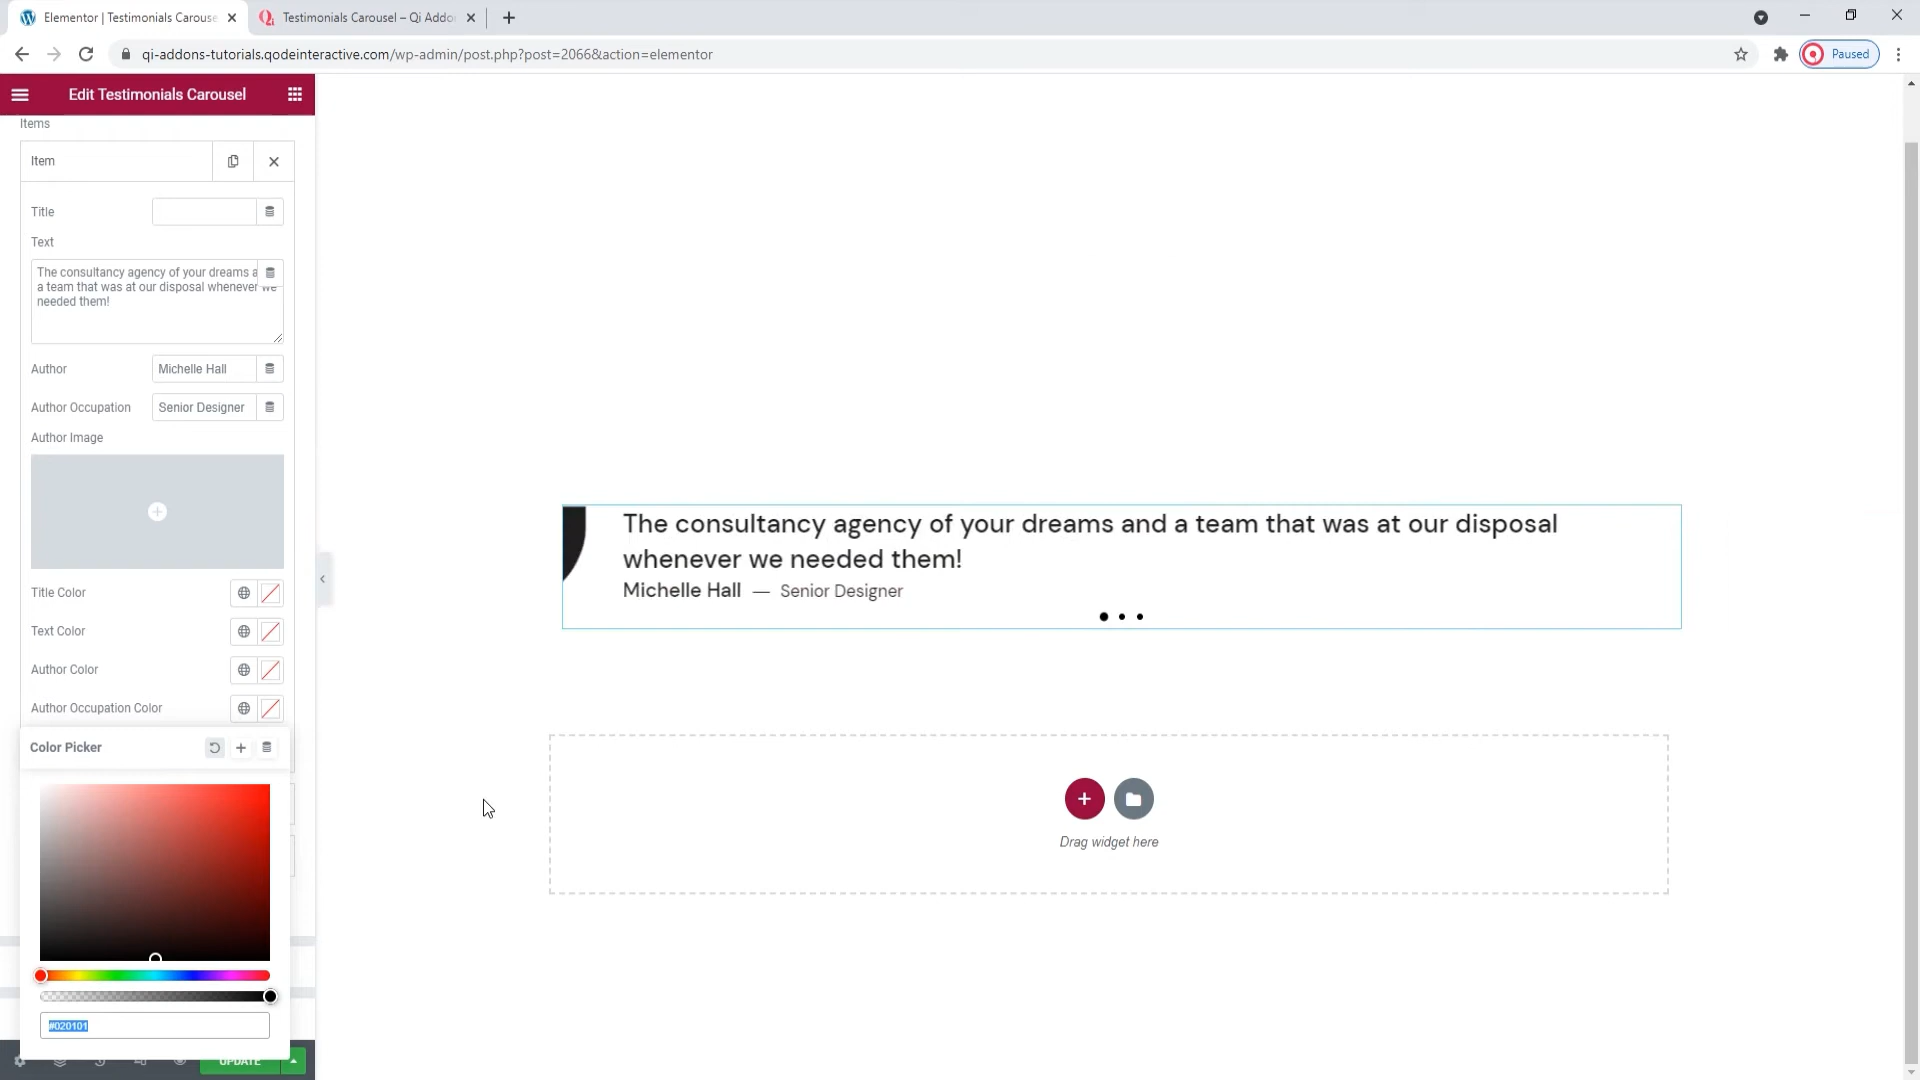 Elementor | Testimonials Carouse
Testimonials Carousel – Qi Addo
qi-addons-tutorials.qodeinteractive.com/wp-admin/post.php?post=2066&action=elementor
Paused
Edit Testimonials Carousel
Items
Item
Title
Text
The consultancy agency of your dreams a
a team that was at our disposal whenever we
needed them!
Author
Michelle Hall
Author Occupation
Senior Designer
Author Image
Title Color
Text Color
Author Color
Author Occupation Color
Color Picker
#020101
UPDATE
The consultancy agency of your dreams and a team that was at our disposal
whenever we needed them!
Michelle Hall — Senior Designer
Drag widget here